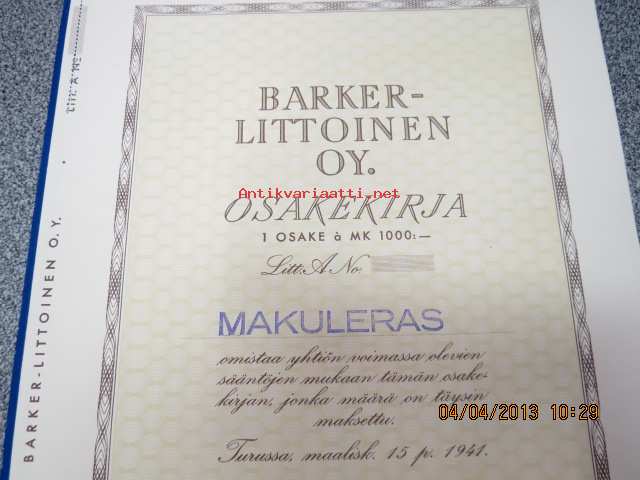 BARKER-
LITTOINEN
OY.
Antikvariaatti.net
OSAKEKIRJA
1 OSAKE à MK 1000:—
Litt. A No
MAKULERAS
omistaa yhtiön voimassa olevien
sääntöjen mukaan tämän osake-
kirjan, jonka määrä on täysin
maksettu.
Turussa, maalisk. 15 p. 1941.
BARKER-LITTOINEN O.Y.
Litt. A No
04/04/2013 10:29